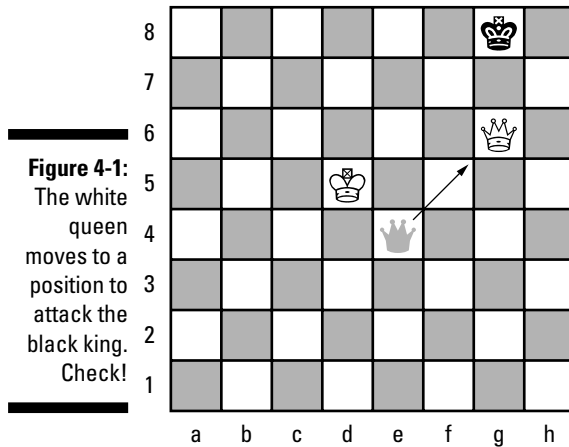 Figure 4-1:
The white
queen
moves to a
position to
attack the
black king.
Check!
8
7
6
5
4
3
2
1
a b c d e f g h